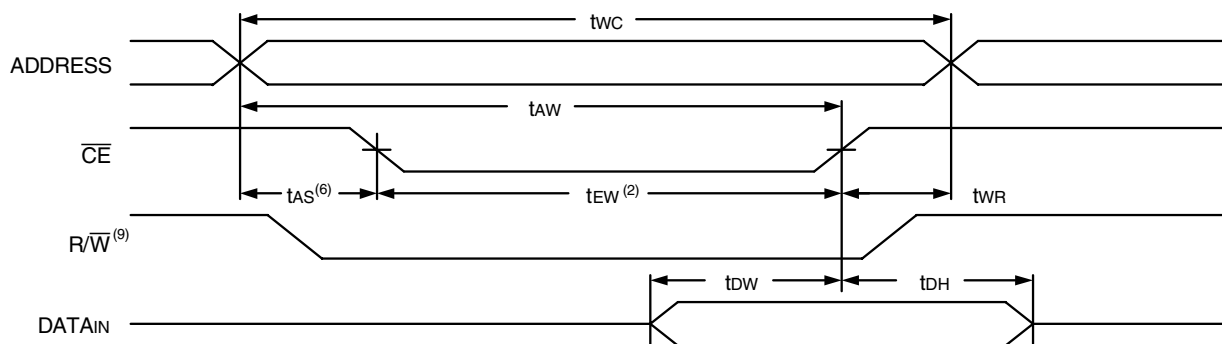 tWC
ADDRESS
tAW
CE
tAS(6) tEW (2) tWR
R/W (9)
tDW tDH
DATAIN